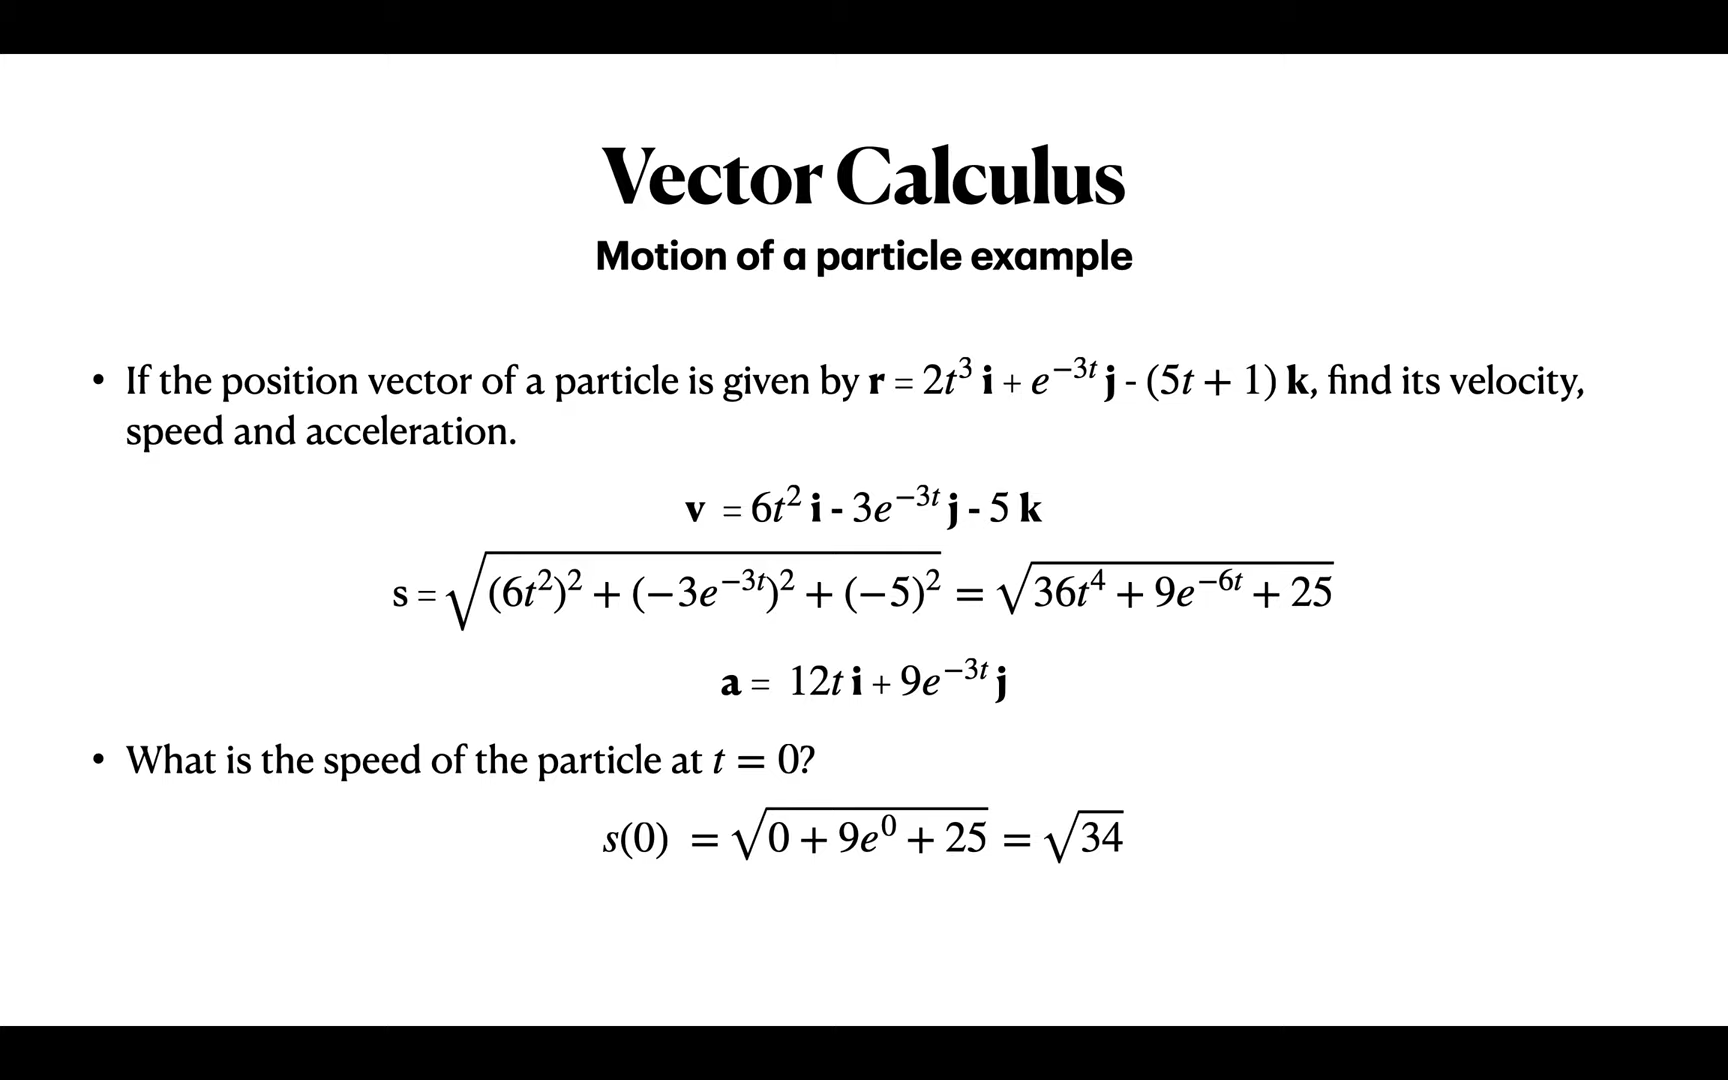 Vector Calculus
Motion of a particle example
• If the position vector of a particle is given by r = 2t³ i + e⁻³ᵗ j - (5t + 1) k, find its velocity,
speed and acceleration.
v = 6t² i - 3e⁻³ᵗ j - 5 k
s = √((6t²)² + (−3e⁻³ᵗ)² + (−5)²) = √(36t⁴ + 9e⁻⁶ᵗ + 25)
a = 12t i + 9e⁻³ᵗ j
• What is the speed of the particle at t = 0?
s(0) = √(0 + 9e⁰ + 25) = √34